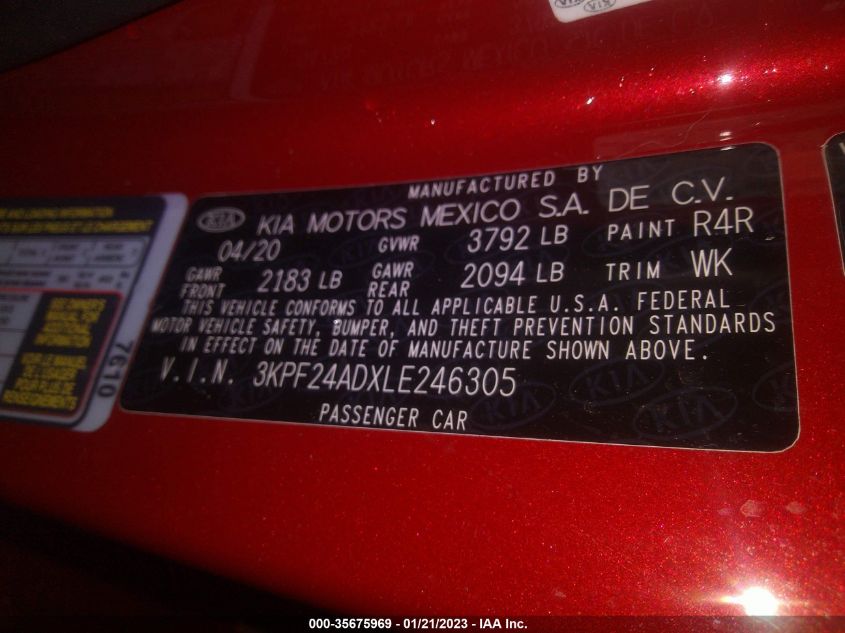 MANUFACTURED BY
KIA KIA MOTORS MEXICO S.A. DE C.V.
04/20 GVWR 3792 LB PAINT R4R
GAWR FRONT 2183 LB GAWR REAR 2094 LB TRIM WK
THIS VEHICLE CONFORMS TO ALL APPLICABLE U.S.A. FEDERAL
MOTOR VEHICLE SAFETY, BUMPER, AND THEFT PREVENTION STANDARDS
IN EFFECT ON THE DATE OF MANUFACTURE SHOWN ABOVE.
V.I.N. 3KPF24ADXLE246305
PASSENGER CAR
7610
SEE OWNERS
000-35675969 - 01/21/2023 - IAA Inc.